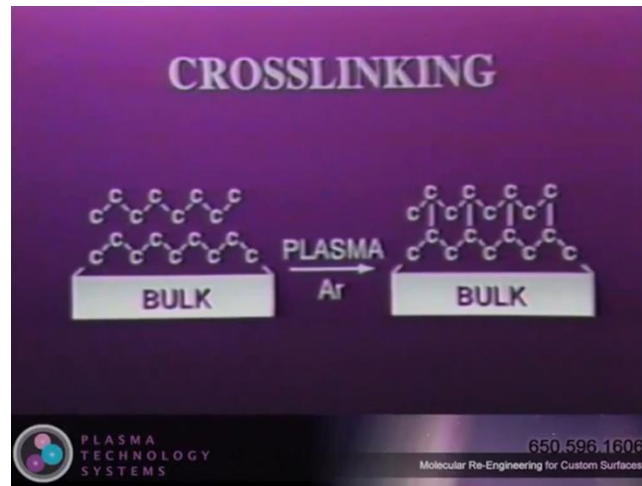 CROSSLINKING
C C C C C
C C C C C
C C C C C
C C C C C C
BULK
PLASMA
Ar
C C C C
C C C C
C C C C
C C C C C
BULK
PLASMA
TECHNOLOGY
SYSTEMS
650.596.1606
Molecular Re-Engineering for Custom Surfaces